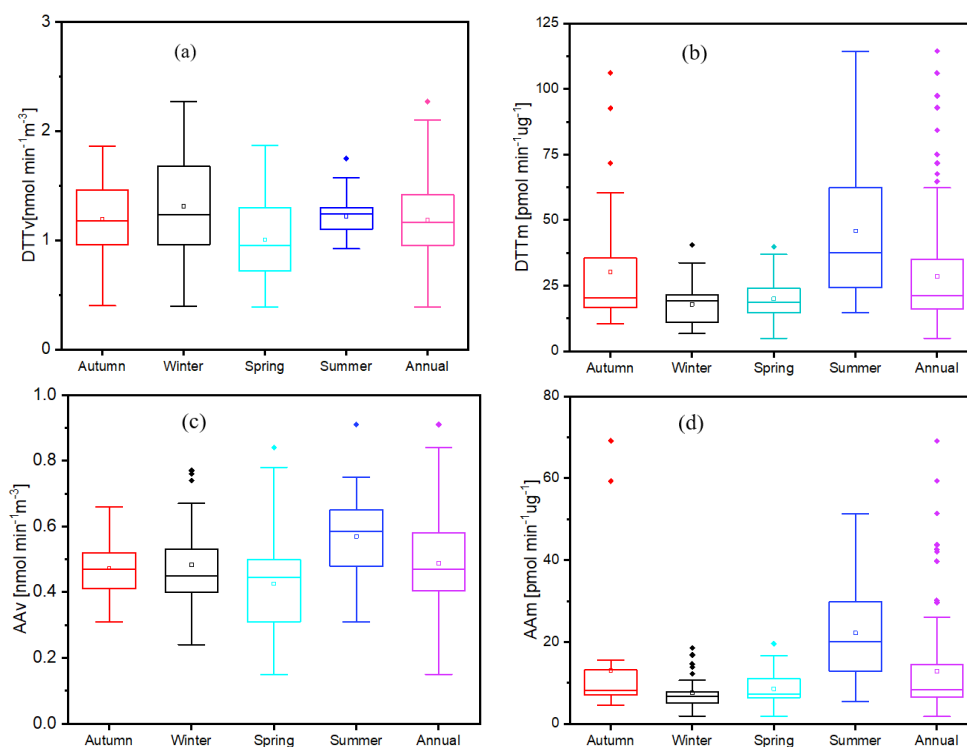 (a)
DTTv[nmol min⁻¹m⁻³]
3
2
1
0
Autumn Winter Spring Summer Annual
(b)
DTTm [pmol min⁻¹ug⁻¹]
125
100
75
50
25
0
Autumn Winter Spring Summer Annual
(c)
AAv [nmol min⁻¹m⁻³]
1.0
0.8
0.6
0.4
0.2
0.0
Autumn Winter Spring Summer Annual
(d)
AAm [pmol min⁻¹ug⁻¹]
80
60
40
20
0
Autumn Winter Spring Summer Annual